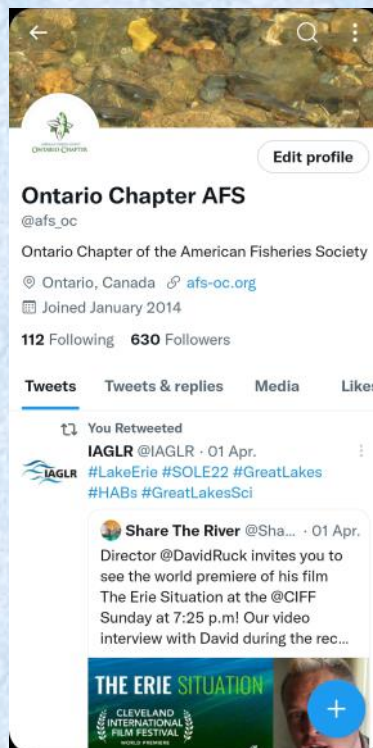 ONTARIO CHAPTER
Edit profile
Ontario Chapter AFS
@afs_oc
Ontario Chapter of the American Fisheries Society
Ontario, Canada afs-oc.org
Joined January 2014
112 Following 630 Followers
Tweets Tweets & replies Media Likes
You Retweeted
IAGLR @IAGLR · 01 Apr.
IAGLR
#LakeErie #SOLE22 #GreatLakes
#HABs #GreatLakesSci
Share The River @Sha... · 01 Apr.
Director @DavidRuck invites you to
see the world premiere of his film
The Erie Situation at the @CIFF
Sunday at 7:25 p.m! Our video
interview with David during the rec...
THE ERIE SITUATION
CLEVELAND
INTERNATIONAL
FILM FESTIVAL
WORLD PREMIERE